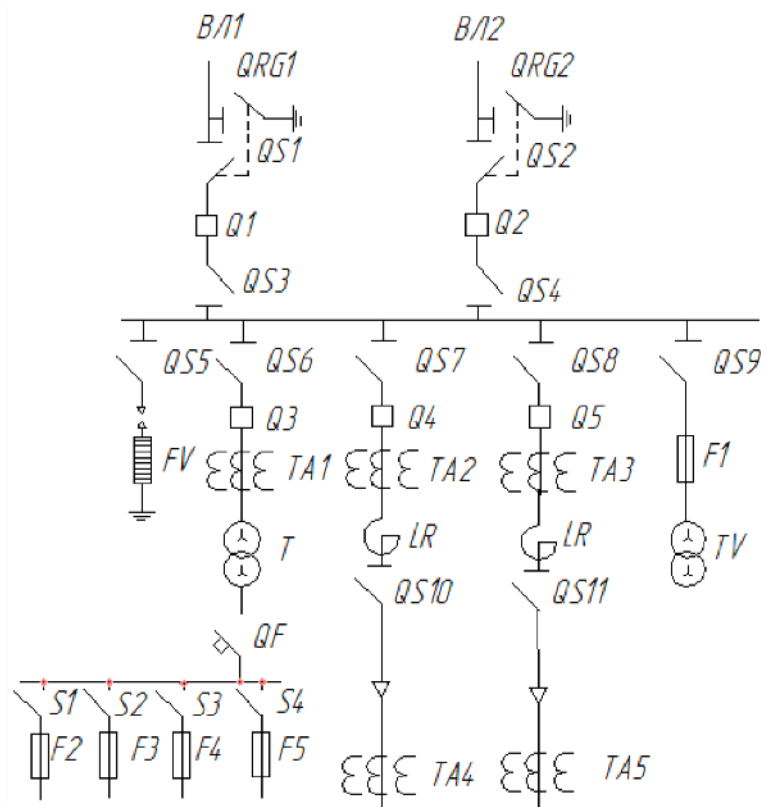 ВЛ1 ВЛ2
QRG1 QRG2
QS1 QS2
Q1 Q2
QS3 QS4
QS5 QS6 QS7 QS8 QS9
Q3 Q4 Q5
FV TA1 TA2 TA3 F1
T LR LR TV
QS10 QS11
QF
S1 S2 S3 S4
F2 F3 F4 F5 TA4 TA5